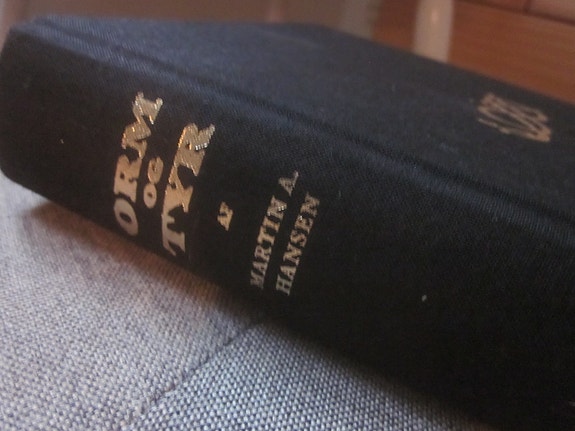 ORM
OG
TYR
AF
MARTIN A.
HANSEN